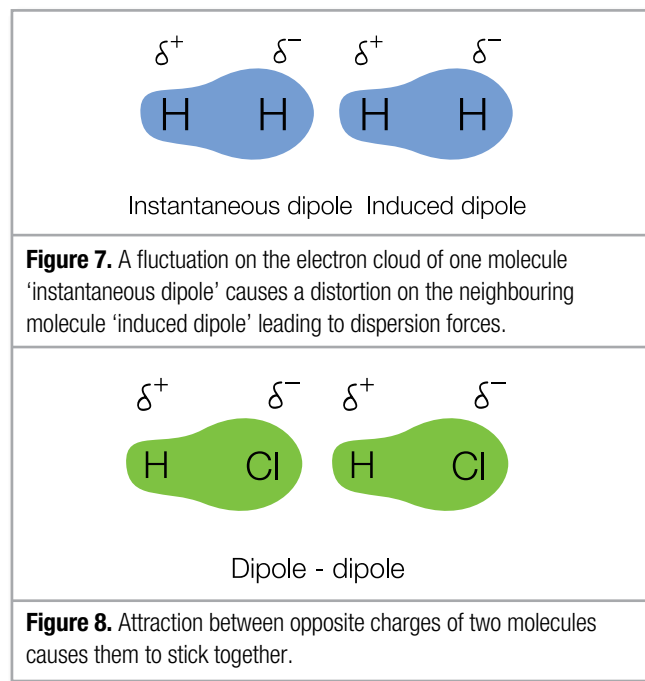 δ+ δ− δ+ δ−
H H H H
Instantaneous dipole Induced dipole
Figure 7. A fluctuation on the electron cloud of one molecule
‘instantaneous dipole’ causes a distortion on the neighbouring
molecule ‘induced dipole’ leading to dispersion forces.
δ+ δ− δ+ δ−
H Cl H Cl
Dipole - dipole
Figure 8. Attraction between opposite charges of two molecules
causes them to stick together.